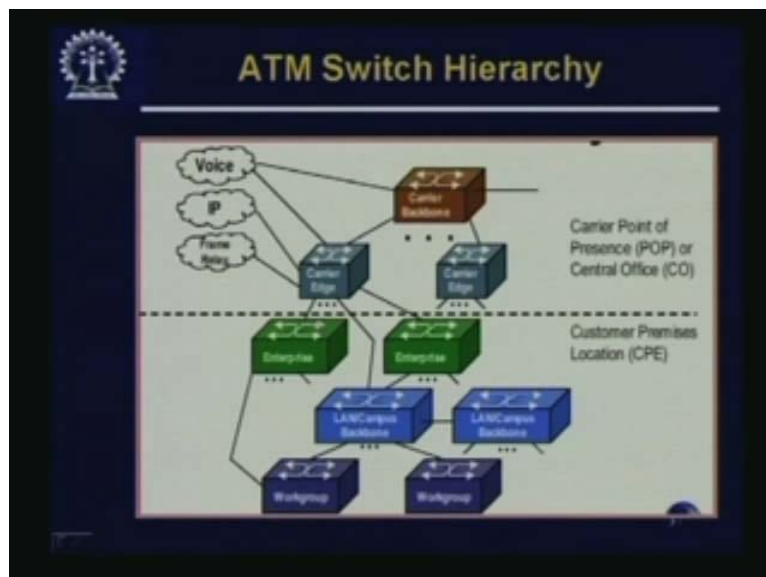 ATM Switch Hierarchy
Voice
IP
Frame
Relay
Carrier
Backbone
Carrier Point of
Presence (POP) or
Central Office (CO)
Carrier
Edge
Carrier
Edge
Customer Premises
Location (CPE)
Enterprise
Enterprise
LAN/Campus
Backbone
LAN/Campus
Backbone
Workgroup
Workgroup